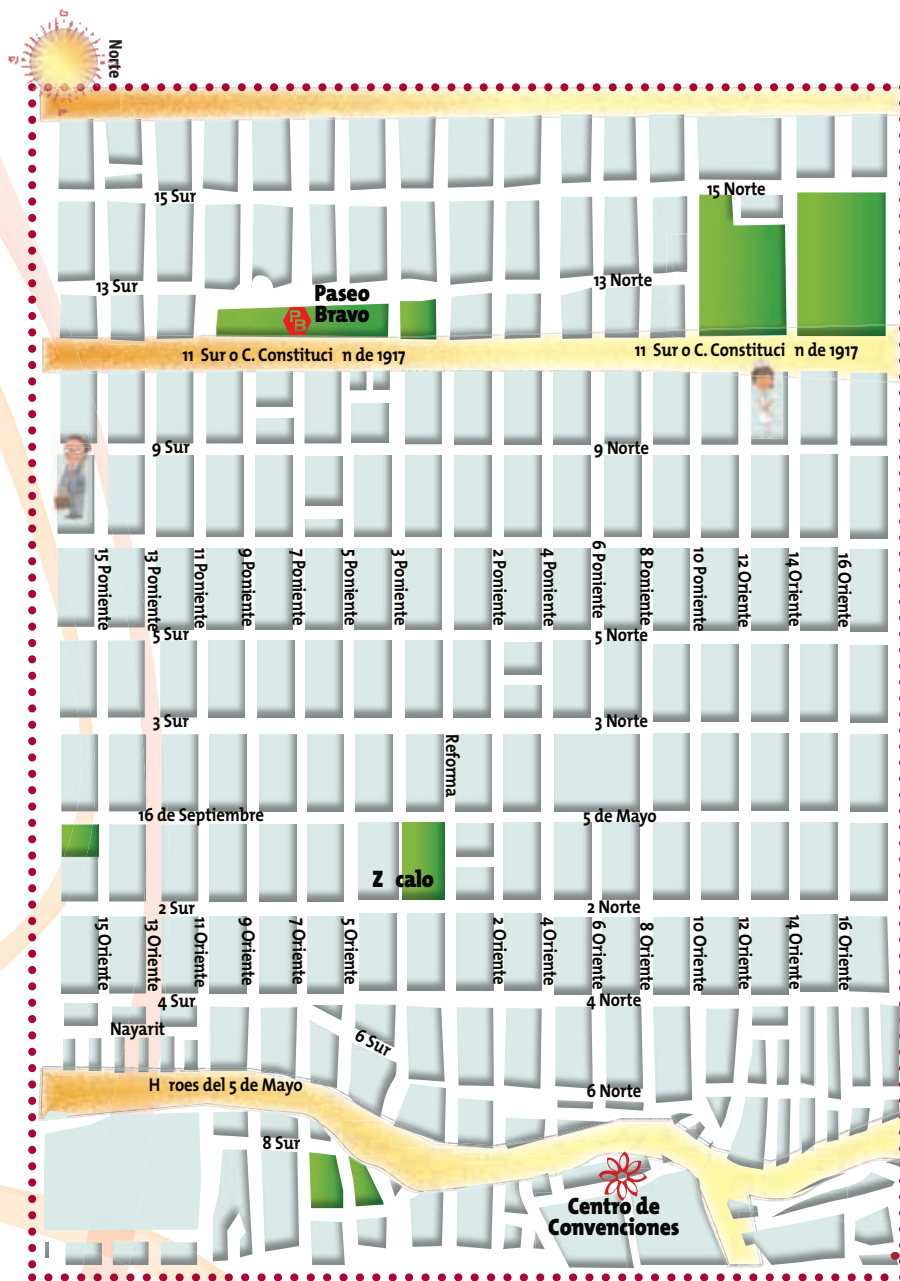 Norte
15 Sur
15 Norte
13 Sur
13 Norte
Paseo
Bravo
PB
11 Sur o C. Constituci n de 1917
11 Sur o C. Constituci n de 1917
9 Sur
9 Norte
15 Poniente
13 Poniente
11 Poniente
9 Poniente
7 Poniente
5 Poniente
3 Poniente
2 Poniente
4 Poniente
6 Poniente
8 Poniente
10 Poniente
12 Oriente
14 Oriente
16 Oriente
5 Sur
5 Norte
3 Sur
3 Norte
Reforma
16 de Septiembre
5 de Mayo
Z calo
2 Sur
2 Norte
15 Oriente
13 Oriente
11 Oriente
9 Oriente
7 Oriente
5 Oriente
2 Oriente
4 Oriente
6 Oriente
8 Oriente
10 Oriente
12 Oriente
14 Oriente
16 Oriente
4 Sur
4 Norte
Nayarit
6 Sur
H roes del 5 de Mayo
6 Norte
8 Sur
Centro de
Convenciones